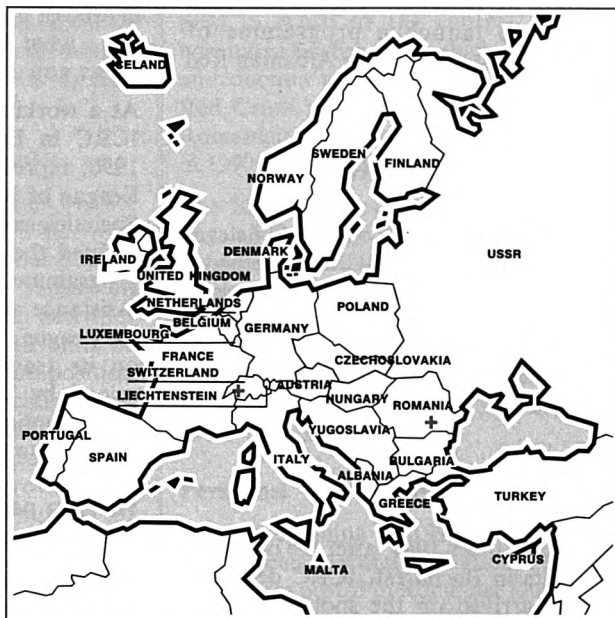 ICELAND
SWEDEN
FINLAND
NORWAY
USSR
DENMARK
IRELAND
UNITED KINGDOM
NETHERLANDS
POLAND
BELGIUM
GERMANY
LUXEMBOURG
FRANCE
CZECHOSLOVAKIA
SWITZERLAND
AUSTRIA
LIECHTENSTEIN
HUNGARY
ROMANIA
YUGOSLAVIA
PORTUGAL
SPAIN
ITALY
BULGARIA
ALBANIA
TURKEY
GREECE
CYPRUS
MALTA